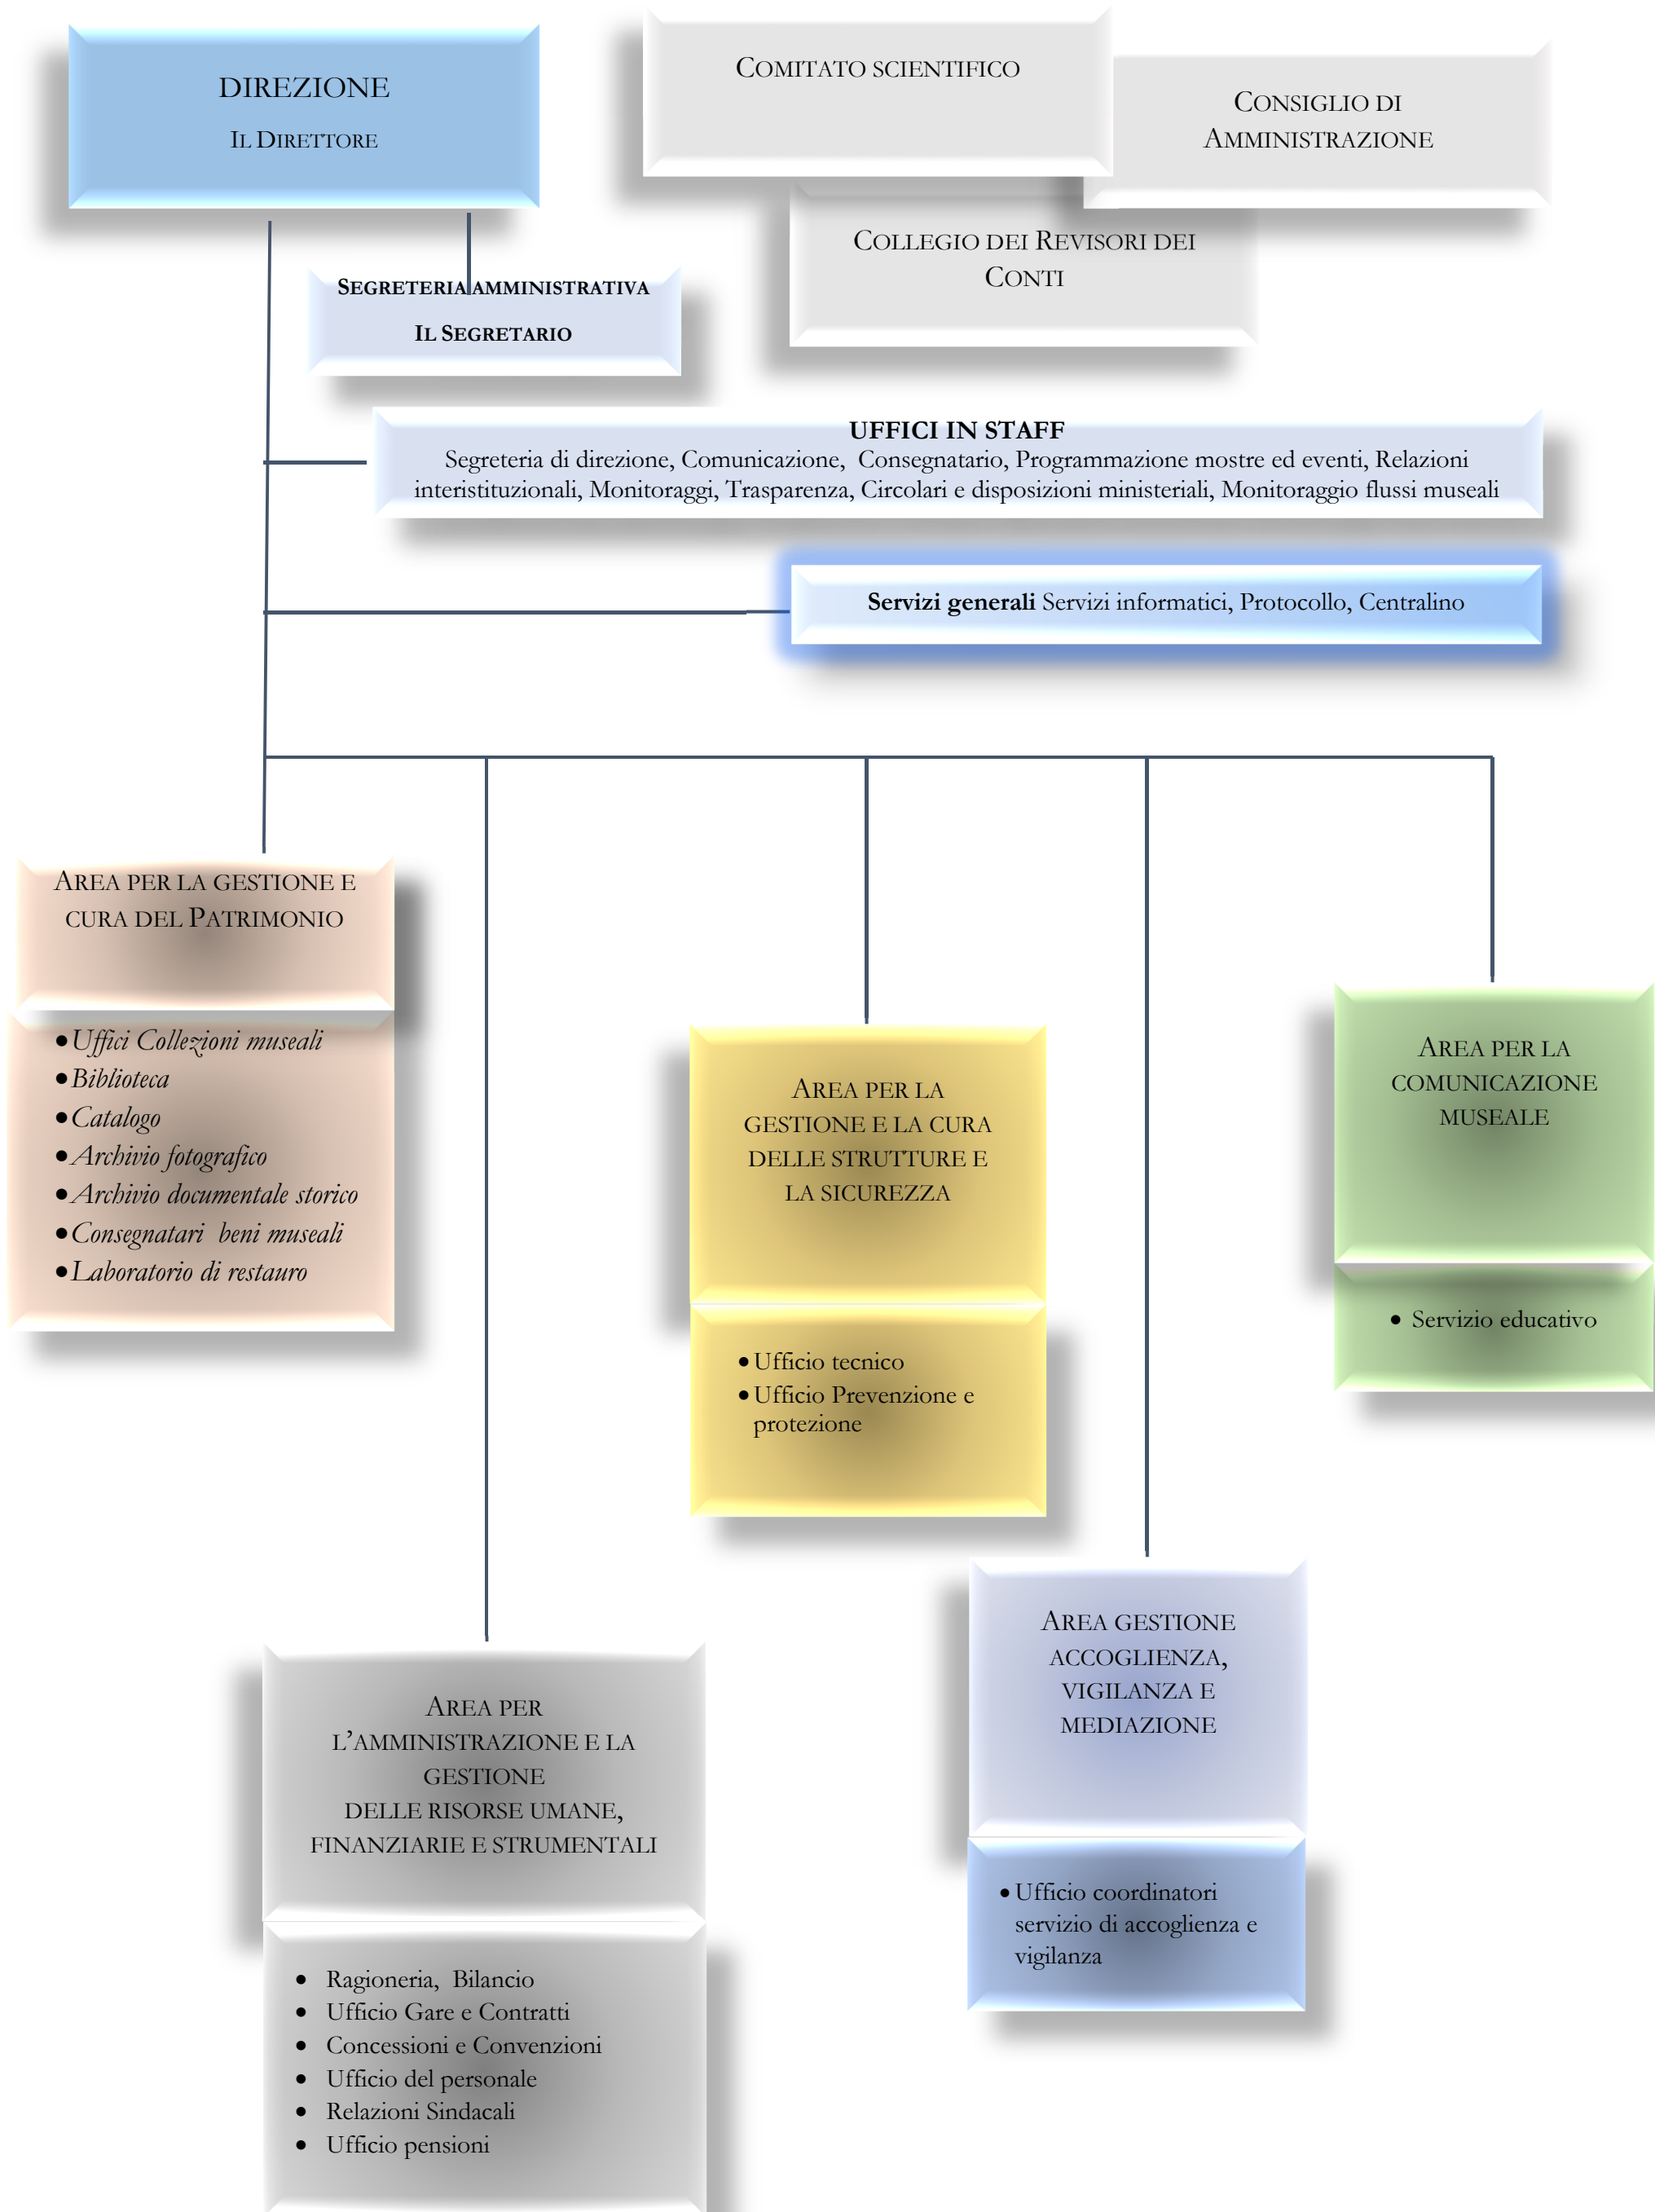 DIREZIONE
IL DIRETTORE
COMITATO SCIENTIFICO
CONSIGLIO DI
AMMINISTRAZIONE
COLLEGIO DEI REVISORI DEI
CONTI
SEGRETERIA AMMINISTRATIVA
IL SEGRETARIO
UFFICI IN STAFF
Segreteria di direzione, Comunicazione, Consegnatario, Programmazione mostre ed eventi, Relazioni
interistituzionali, Monitoraggi, Trasparenza, Circolari e disposizioni ministeriali, Monitoraggio flussi museali
Servizi generali Servizi informatici, Protocollo, Centralino
AREA PER LA GESTIONE E
CURA DEL PATRIMONIO
• Uffici Collezioni museali
• Biblioteca
• Catalogo
• Archivio fotografico
• Archivio documentale storico
• Consegnatari beni museali
• Laboratorio di restauro
AREA PER LA
GESTIONE E LA CURA
DELLE STRUTTURE E
LA SICUREZZA
• Ufficio tecnico
• Ufficio Prevenzione e
protezione
AREA PER LA
COMUNICAZIONE
MUSEALE
• Servizio educativo
AREA GESTIONE
ACCOGLIENZA,
VIGILANZA E
MEDIAZIONE
• Ufficio coordinatori
servizio di accoglienza e
vigilanza
AREA PER
L'AMMINISTRAZIONE E LA
GESTIONE
DELLE RISORSE UMANE,
FINANZIARIE E STRUMENTALI
• Ragioneria, Bilancio
• Ufficio Gare e Contratti
• Concessioni e Convenzioni
• Ufficio del personale
• Relazioni Sindacali
• Ufficio pensioni